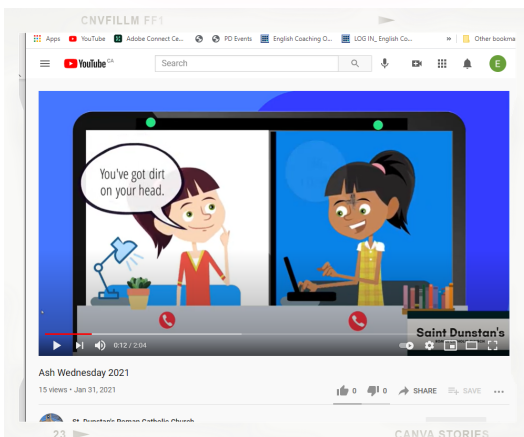 CNVFILLM FF1
Apps YouTube Adobe Connect Ce... PD Events English Coaching O... LOG IN_ English Co... » Other bookma
YouTube CA Search E
You've got dirt
on your head.
Saint Dunstan's
0:12 / 2:04
Ash Wednesday 2021
15 views • Jan 31, 2021 0 0 SHARE SAVE ...
St. Dunstan's Roman Catholic Church
23 CANVA STORIES